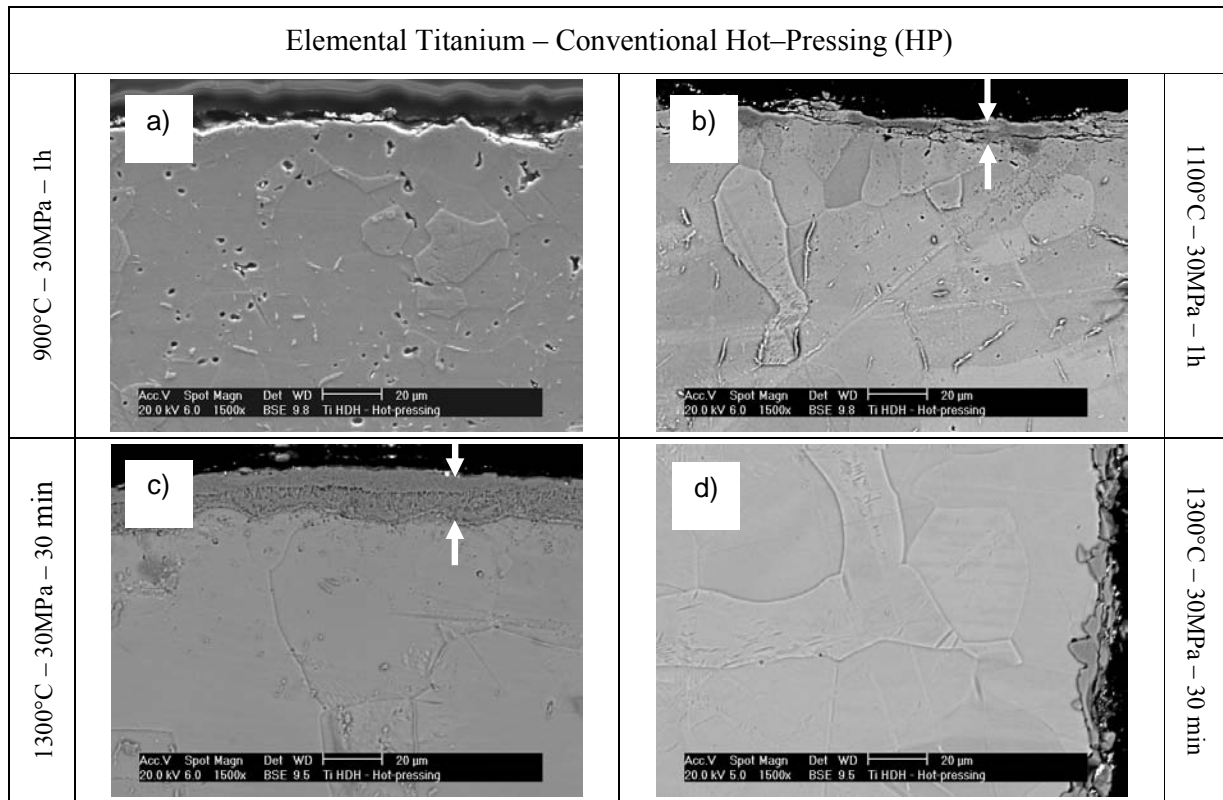 Elemental Titanium – Conventional Hot–Pressing (HP)
900°C – 30MPa – 1h
a)
Acc.V Spot Magn Det WD 20 µm
20.0 kV 6.0 1500x BSE 9.8 Ti HDH - Hot-pressing
b)
Acc.V Spot Magn Det WD 20 µm
20.0 kV 6.0 1500x BSE 9.8 Ti HDH - Hot-pressing
1100°C – 30MPa – 1h
1300°C – 30MPa – 30 min
c)
Acc.V Spot Magn Det WD 20 µm
20.0 kV 6.0 1500x BSE 9.5 Ti HDH - Hot-pressing
d)
Acc.V Spot Magn Det WD 20 µm
20.0 kV 5.0 1500x BSE 9.5 Ti HDH - Hot-pressing
1300°C – 30MPa – 30 min